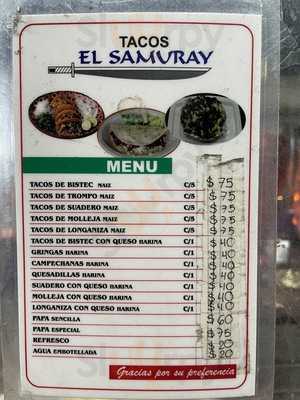 TACOS
EL SAMURAY
MENU
TACOS DE BISTEC MAIZ C/5 $75
TACOS DE TROMPO MAIZ C/5 $75
TACOS DE SUADERO MAIZ C/5 $75
TACOS DE MOLLEJA MAIZ C/5 $75
TACOS DE LONGANIZA MAIZ C/5 $75
TACOS DE BISTEC CON QUESO HARINA C/1 $40
GRINGAS HARINA C/1 $40
CAMPECHANAS HARINA C/1 $40
QUESADILLAS HARINA C/1 $40
SUADERO CON QUESO HARINA C/1 $40
MOLLEJA CON QUESO HARINA C/1 $40
LONGANIZA CON QUESO HARINA C/1 $40
PAPA SENCILLA $60
PAPA ESPECIAL $75
REFRESCO $20
AGUA EMBOTELLADA $20
Gracias por su preferencia